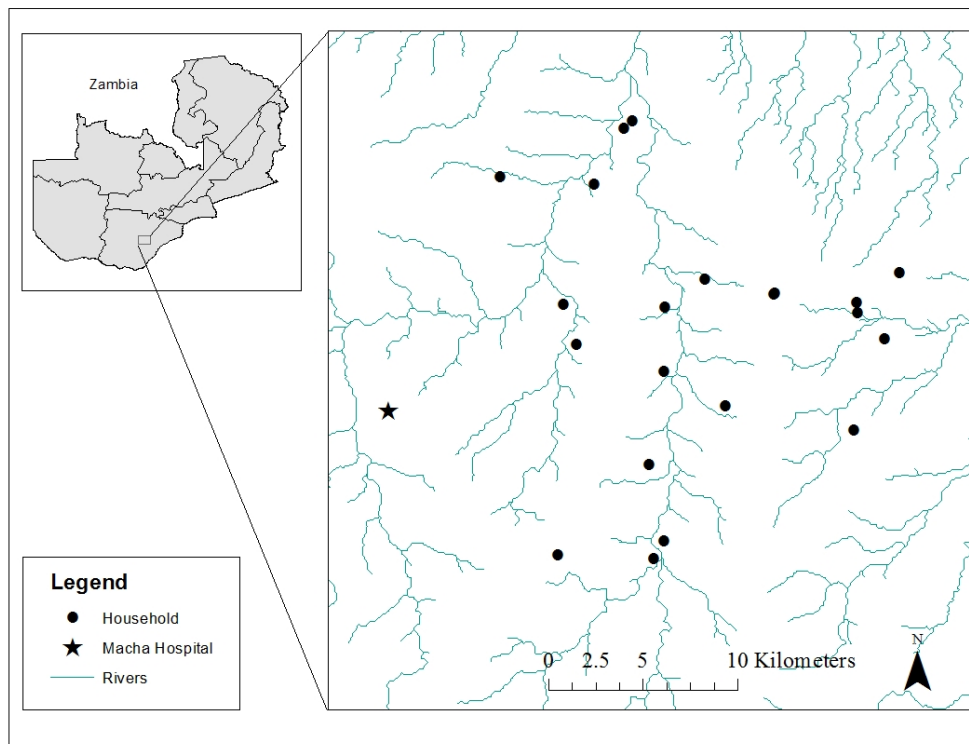 Zambia
Legend
Household
Macha Hospital
Rivers
0 2.5 5 10 Kilometers
N